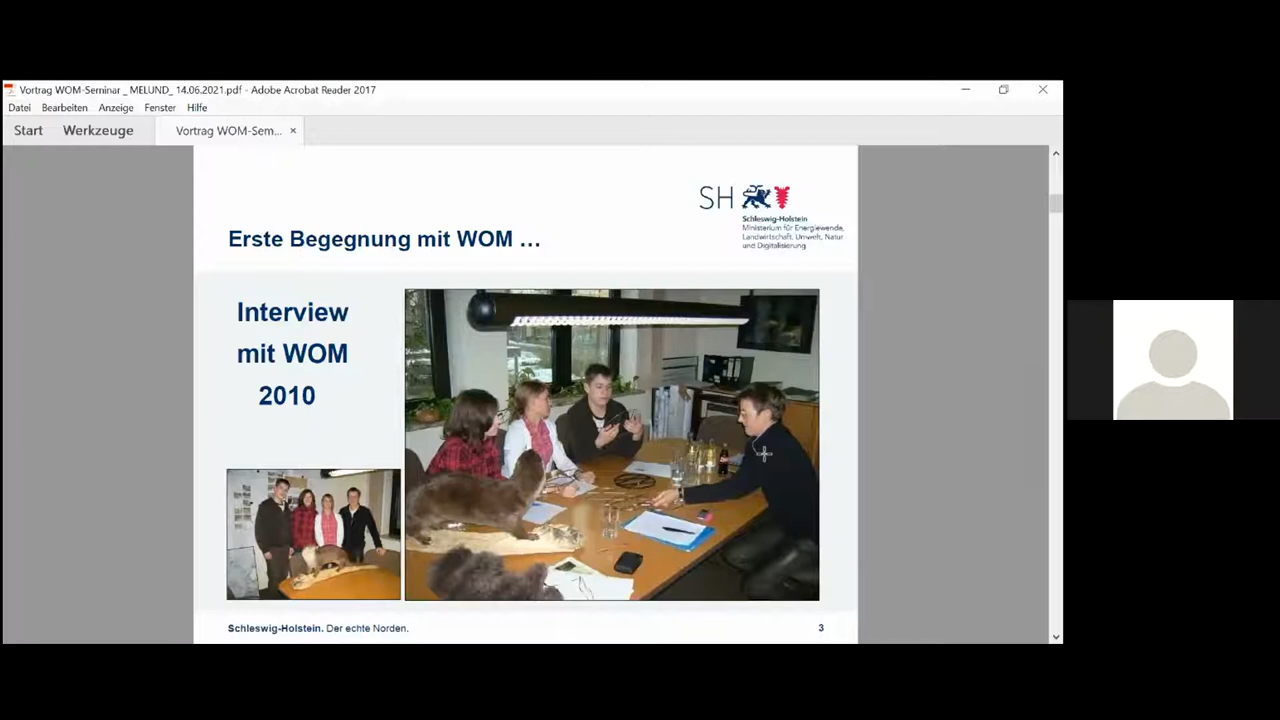 Vortrag WOM-Seminar _ MELUND_ 14.06.2021.pdf - Adobe Acrobat Reader 2017
Datei Bearbeiten Anzeige Fenster Hilfe
Start Werkzeuge Vortrag WOM-Sem... ×
SH
Schleswig-Holstein
Ministerium für Energiewende,
Landwirtschaft, Umwelt, Natur
und Digitalisierung
Erste Begegnung mit WOM ...
Interview
mit WOM
2010
Schleswig-Holstein. Der echte Norden.
3